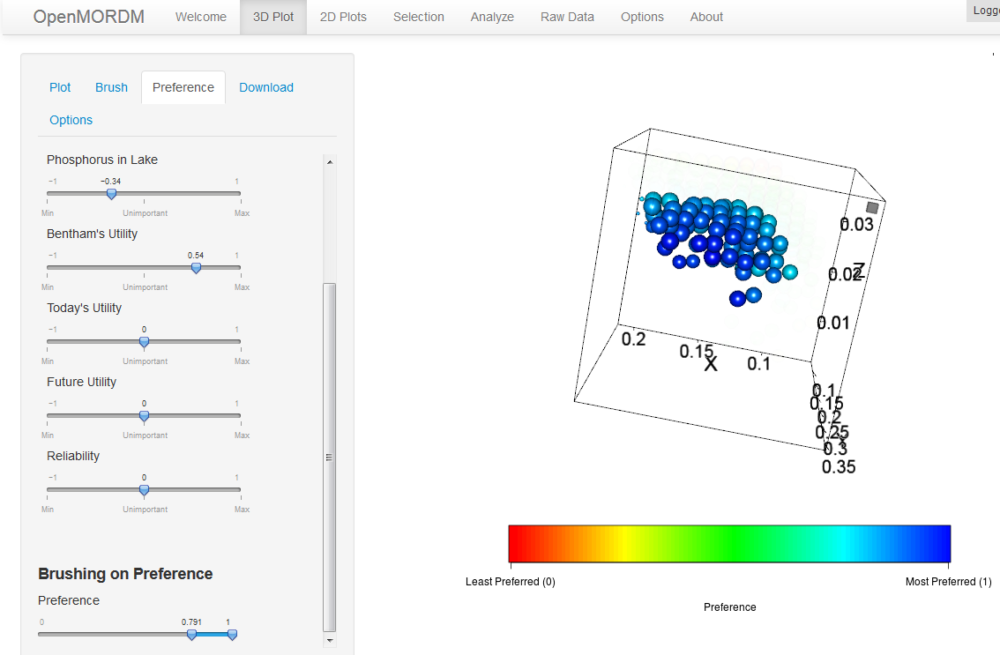 OpenMORDM Welcome 3D Plot 2D Plots Selection Analyze Raw Data Options About Logge
Plot Brush Preference Download
Options
Phosphorus in Lake
−1 −0.34 1
Min Unimportant Max
Bentham's Utility
−1 0.54 1
Min Unimportant Max
Today's Utility
−1 0 1
Min Unimportant Max
Future Utility
−1 0 1
Min Unimportant Max
Reliability
−1 0 1
Min Unimportant Max
Brushing on Preference
Preference
0 0.791 1
0.03
0.02 Z
0.01
0.2 0.15 0.1
X
0.1
0.15
0.2
0.25
Y
0.3
0.35
Least Preferred (0) Most Preferred (1)
Preference